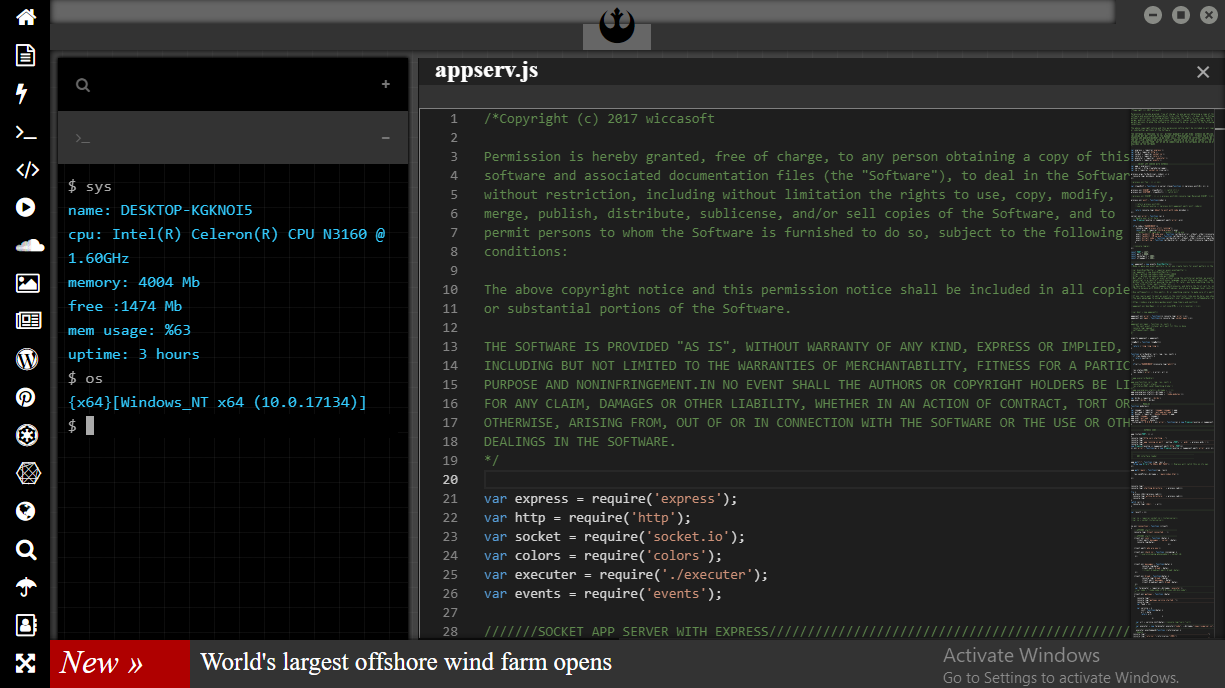 appserv.js
$ sys
name: DESKTOP-KGKNOI5
cpu: Intel(R) Celeron(R) CPU N3160 @
1.60GHz
memory: 4004 Mb
free :1474 Mb
mem usage: %63
uptime: 3 hours
$ os
{x64}[Windows_NT x64 (10.0.17134)]
$
1 /*Copyright (c) 2017 wiccasoft
2
3 Permission is hereby granted, free of charge, to any person obtaining a copy of this
4 software and associated documentation files (the "Software"), to deal in the Softwar
5 without restriction, including without limitation the rights to use, copy, modify,
6 merge, publish, distribute, sublicense, and/or sell copies of the Software, and to
7 permit persons to whom the Software is furnished to do so, subject to the following
8 conditions:
9
10 The above copyright notice and this permission notice shall be included in all copie
11 or substantial portions of the Software.
12
13 THE SOFTWARE IS PROVIDED "AS IS", WITHOUT WARRANTY OF ANY KIND, EXPRESS OR IMPLIED,
14 INCLUDING BUT NOT LIMITED TO THE WARRANTIES OF MERCHANTABILITY, FITNESS FOR A PARTIC
15 PURPOSE AND NONINFRINGEMENT.IN NO EVENT SHALL THE AUTHORS OR COPYRIGHT HOLDERS BE LI
16 FOR ANY CLAIM, DAMAGES OR OTHER LIABILITY, WHETHER IN AN ACTION OF CONTRACT, TORT OR
17 OTHERWISE, ARISING FROM, OUT OF OR IN CONNECTION WITH THE SOFTWARE OR THE USE OR OTH
18 DEALINGS IN THE SOFTWARE.
19 */
20
21 var express = require('express');
22 var http = require('http');
23 var socket = require('socket.io');
24 var colors = require('colors');
25 var executer = require('./executer');
26 var events = require('events');
27
28 ///////SOCKET APP SERVER WITH EXPRESS///////////////////////////////////////////////
New » World's largest offshore wind farm opens
Activate Windows
Go to Settings to activate Windows.